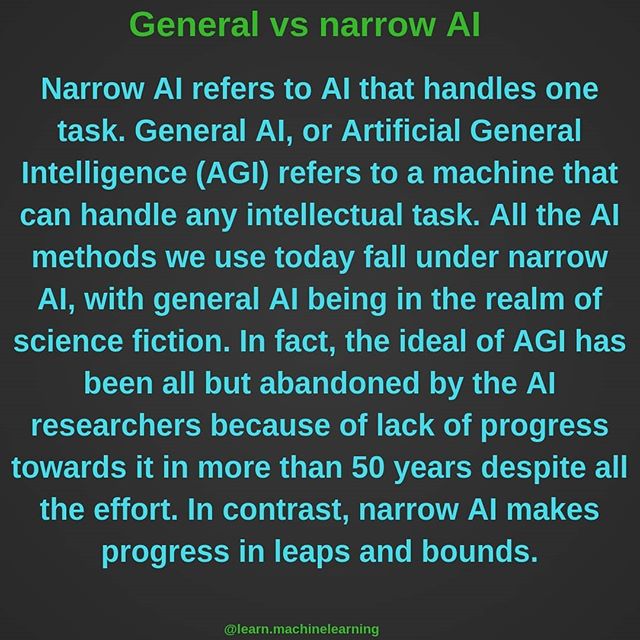 General vs narrow AI
Narrow AI refers to AI that handles one
task. General AI, or Artificial General
Intelligence (AGI) refers to a machine that
can handle any intellectual task. All the AI
methods we use today fall under narrow
AI, with general AI being in the realm of
science fiction. In fact, the ideal of AGI has
been all but abandoned by the AI
researchers because of lack of progress
towards it in more than 50 years despite all
the effort. In contrast, narrow AI makes
progress in leaps and bounds.
@learn.machinelearning